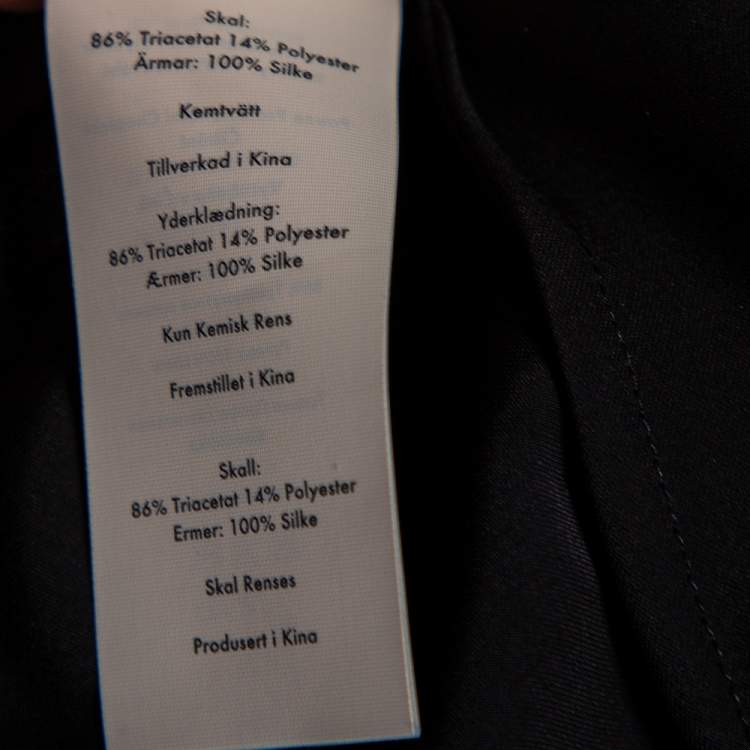 Skal:
86% Triacetat 14% Polyester
Ärmar: 100% Silke
Kemtvätt
Tillverkad i Kina
Yderklædning:
86% Triacetat 14% Polyester
Ærmer: 100% Silke
Kun Kemisk Rens
Fremstillet i Kina
Skall:
86% Triacetat 14% Polyester
Ermer: 100% Silke
Skal Renses
Produsert i Kina